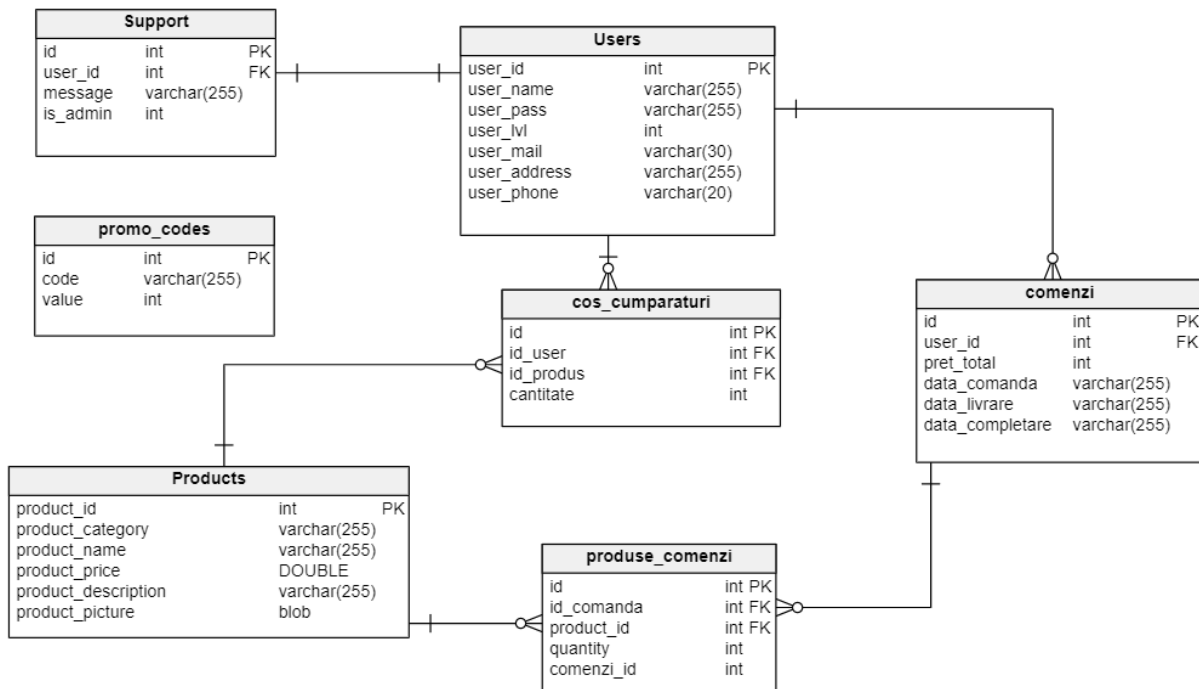 Support
id int PK
user_id int FK
message varchar(255)
is_admin int
Users
user_id int PK
user_name varchar(255)
user_pass varchar(255)
user_lvl int
user_mail varchar(30)
user_address varchar(255)
user_phone varchar(20)
promo_codes
id int PK
code varchar(255)
value int
cos_cumparaturi
id int PK
id_user int FK
id_produs int FK
cantitate int
comenzi
id int PK
user_id int FK
pret_total int
data_comanda varchar(255)
data_livrare varchar(255)
data_completare varchar(255)
Products
product_id int PK
product_category varchar(255)
product_name varchar(255)
product_price DOUBLE
product_description varchar(255)
product_picture blob
produse_comenzi
id int PK
id_comanda int FK
product_id int FK
quantity int
comenzi_id int